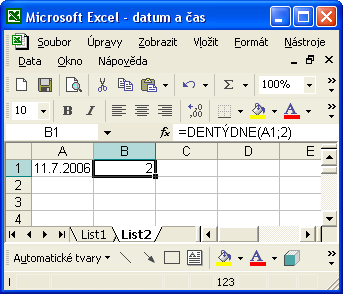 Microsoft Excel - datum a čas
Soubor Úpravy Zobrazit Vložit Formát Nástroje
Data Okno Nápověda
100%
10 B I U
B1 fx =DENTÝDNE(A1;2)
A B C D E
1 11.7.2006 2
2
3
4
List1 List2
Automatické tvary
123